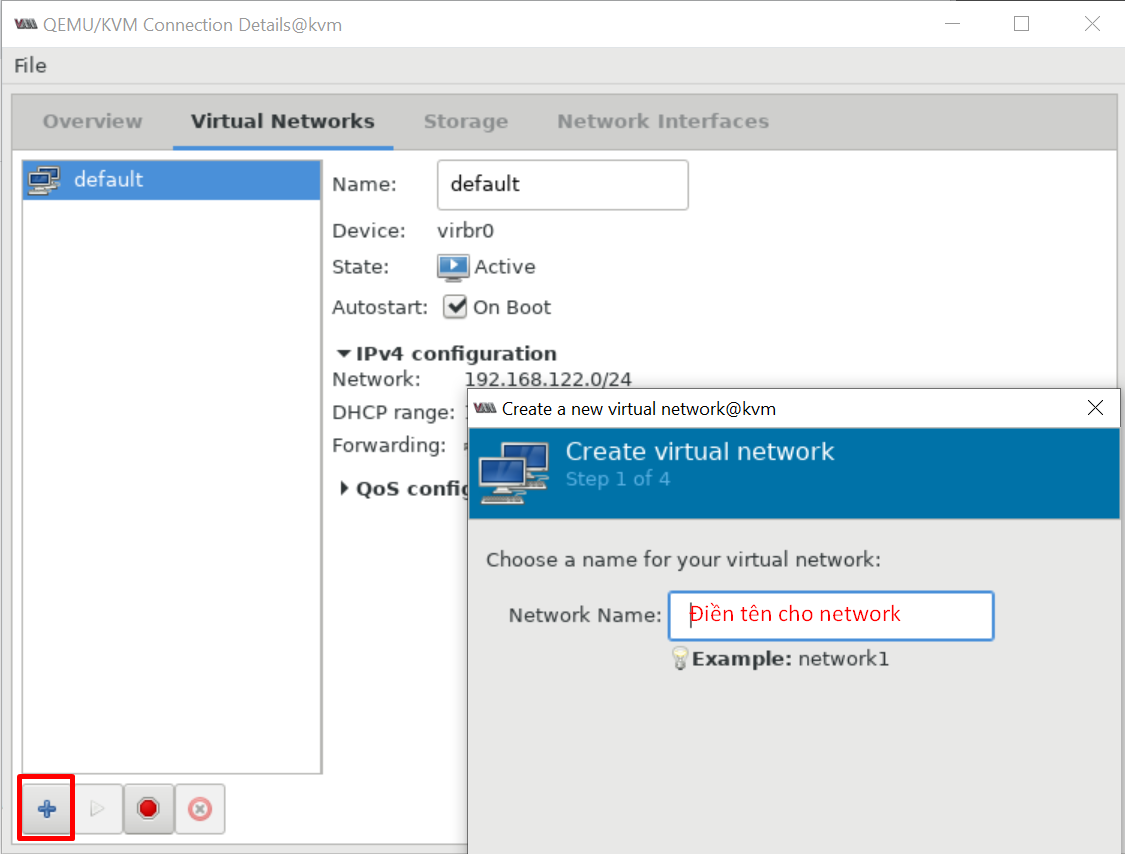 QEMU/KVM Connection Details@kvm
File
Overview Virtual Networks Storage Network Interfaces
default
Name: default
Device: virbr0
State: Active
Autostart: On Boot
IPv4 configuration
Network: 192.168.122.0/24
DHCP range:
Forwarding:
QoS config
Create a new virtual network@kvm
Create virtual network
Step 1 of 4
Choose a name for your virtual network:
Network Name: Điền tên cho network
Example: network1